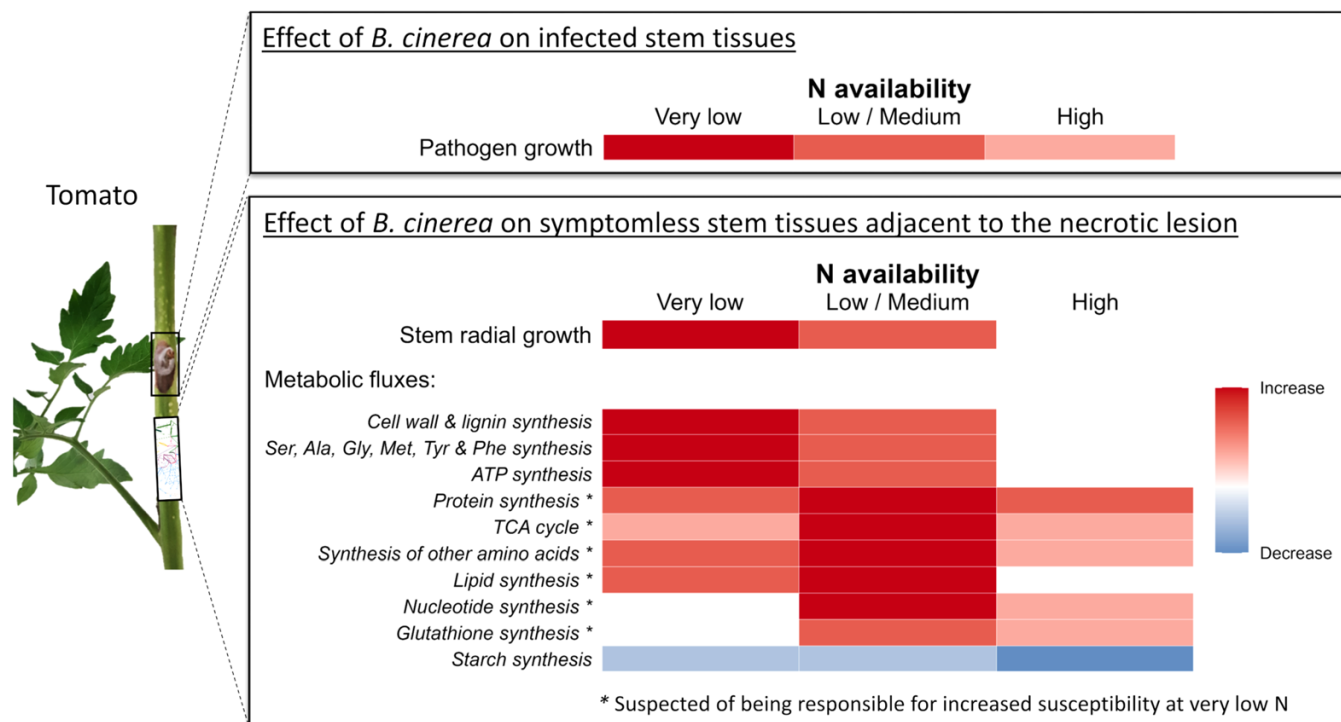 Effect of B. cinerea on infected stem tissues
N availability
Very low Low / Medium High
Pathogen growth
Tomato
Effect of B. cinerea on symptomless stem tissues adjacent to the necrotic lesion
N availability
Very low Low / Medium High
Stem radial growth
Metabolic fluxes:
Cell wall & lignin synthesis
Ser, Ala, Gly, Met, Tyr & Phe synthesis
ATP synthesis
Protein synthesis *
TCA cycle *
Synthesis of other amino acids *
Lipid synthesis *
Nucleotide synthesis *
Glutathione synthesis *
Starch synthesis
Increase
Decrease
* Suspected of being responsible for increased susceptibility at very low N